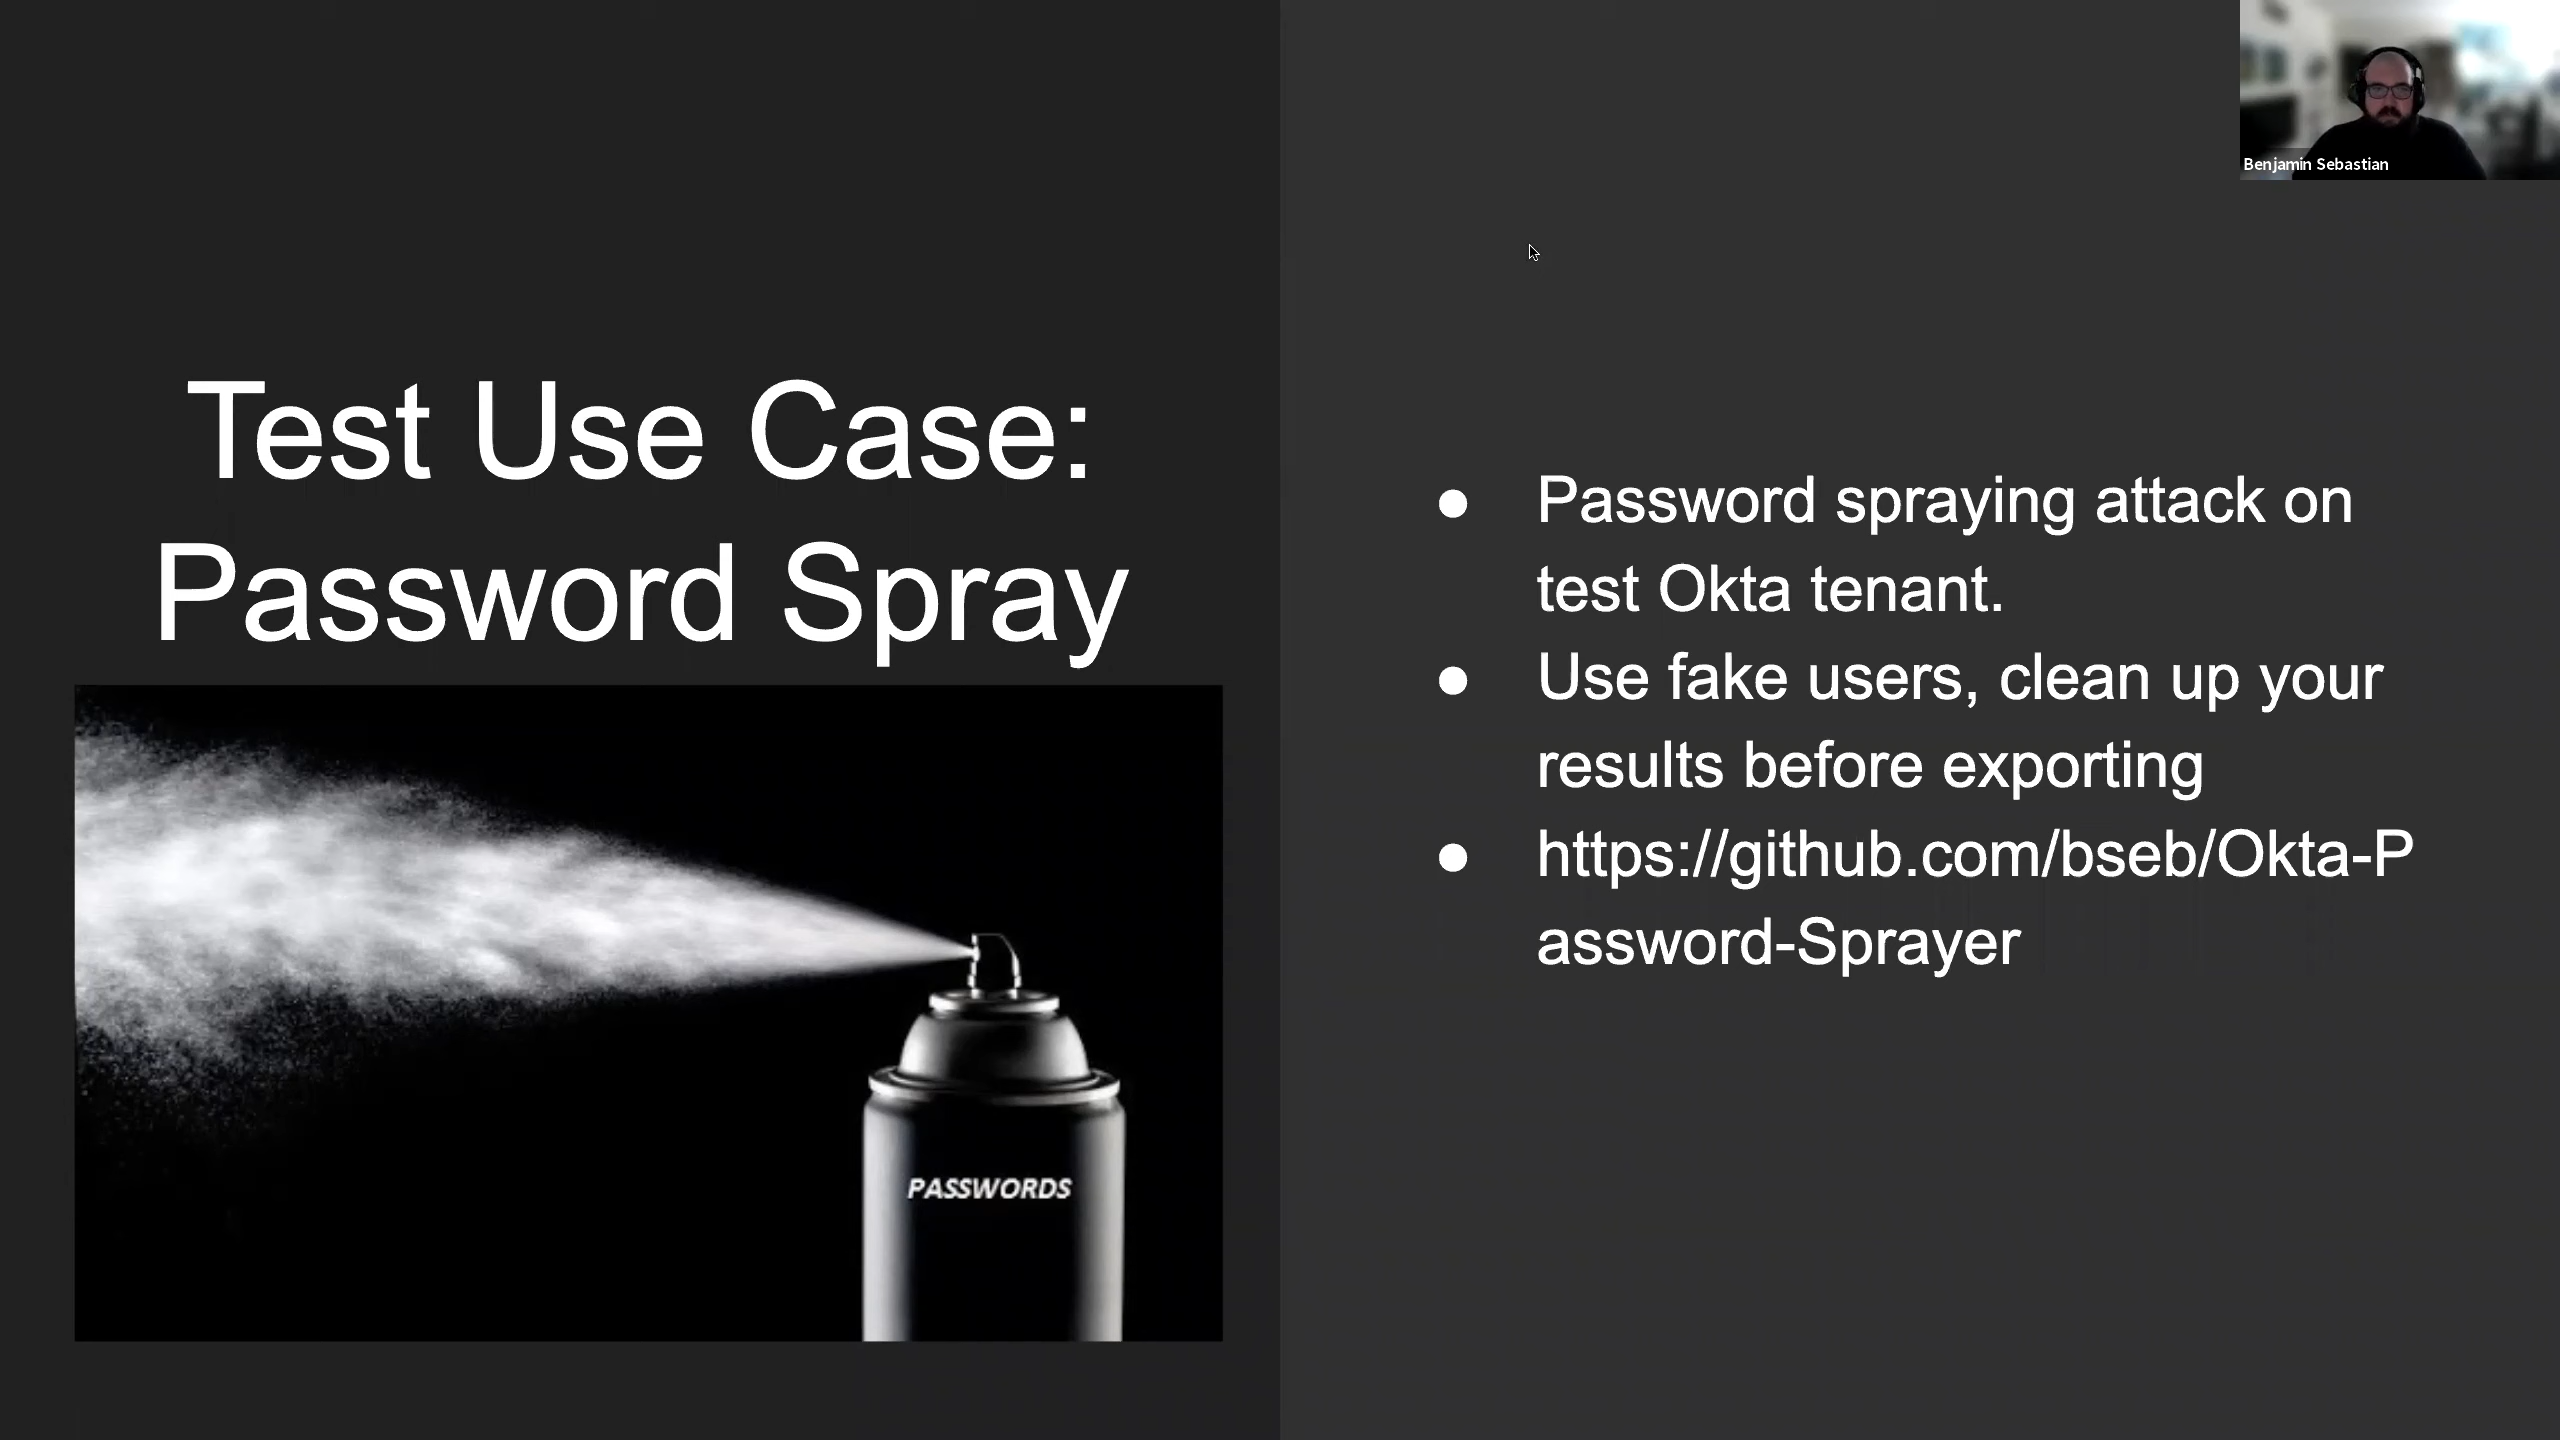 Benjamin Sebastian
Test Use Case:
Password Spray
PASSWORDS
● Password spraying attack on
test Okta tenant.
● Use fake users, clean up your
results before exporting
● https://github.com/bseb/Okta-P
assword-Sprayer